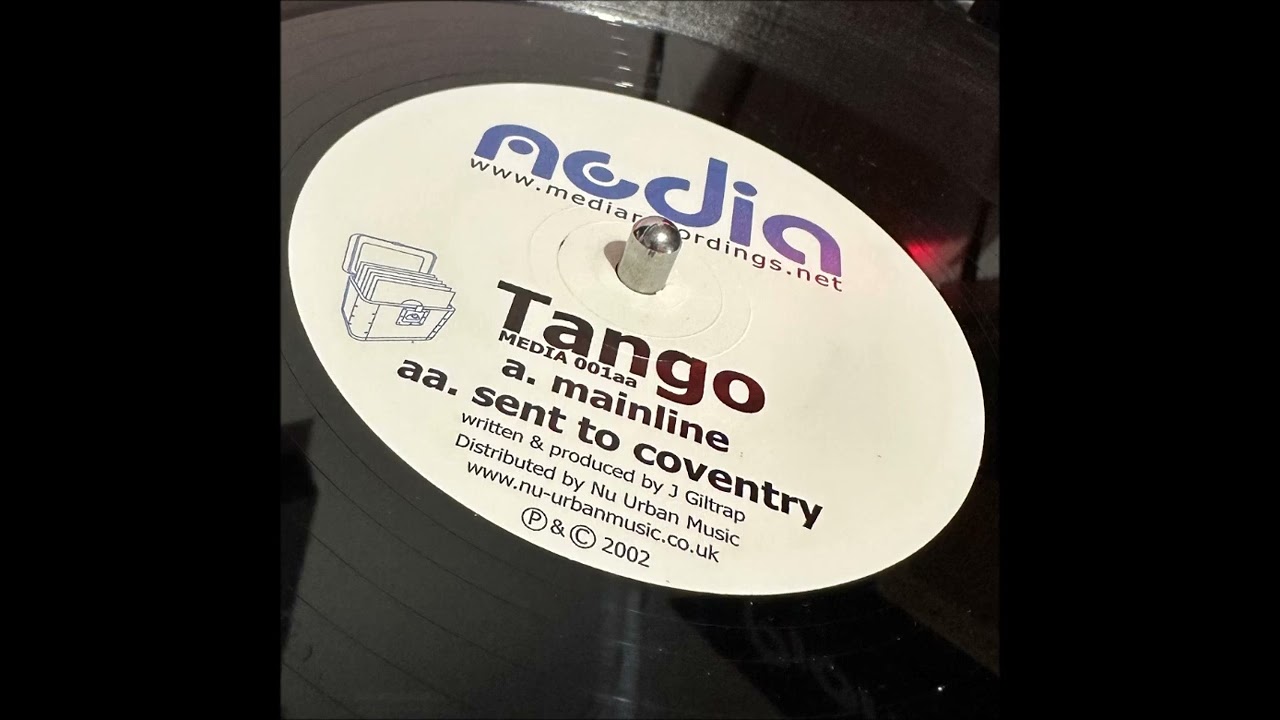 media
www.mediarecordings.net
Tango
MEDIA 001aa
a. mainline
aa. sent to coventry
written & produced by J Giltrap
Distributed by Nu Urban Music
www.nu-urbanmusic.co.uk
Ⓟ & © 2002